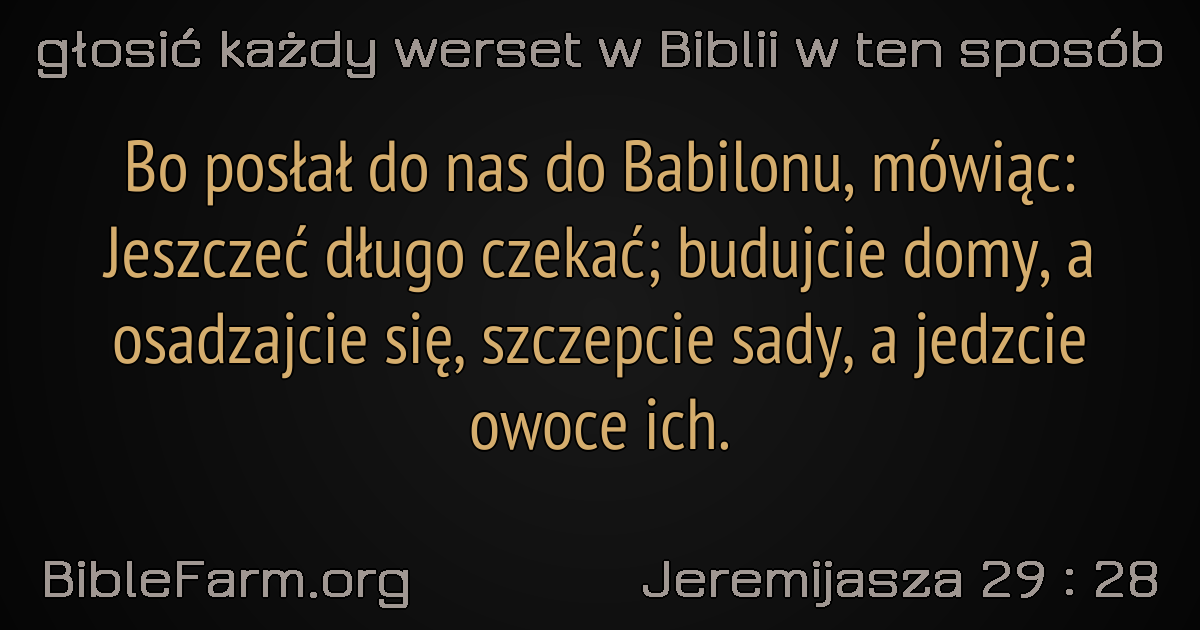 głosić każdy werset w Biblii w ten sposób
Bo posłał do nas do Babilonu, mówiąc:
Jeszczeć długo czekać; budujcie domy, a
osadzajcie się, szczepcie sady, a jedzcie
owoce ich.
BibleFarm.org
Jeremijasza 29 : 28